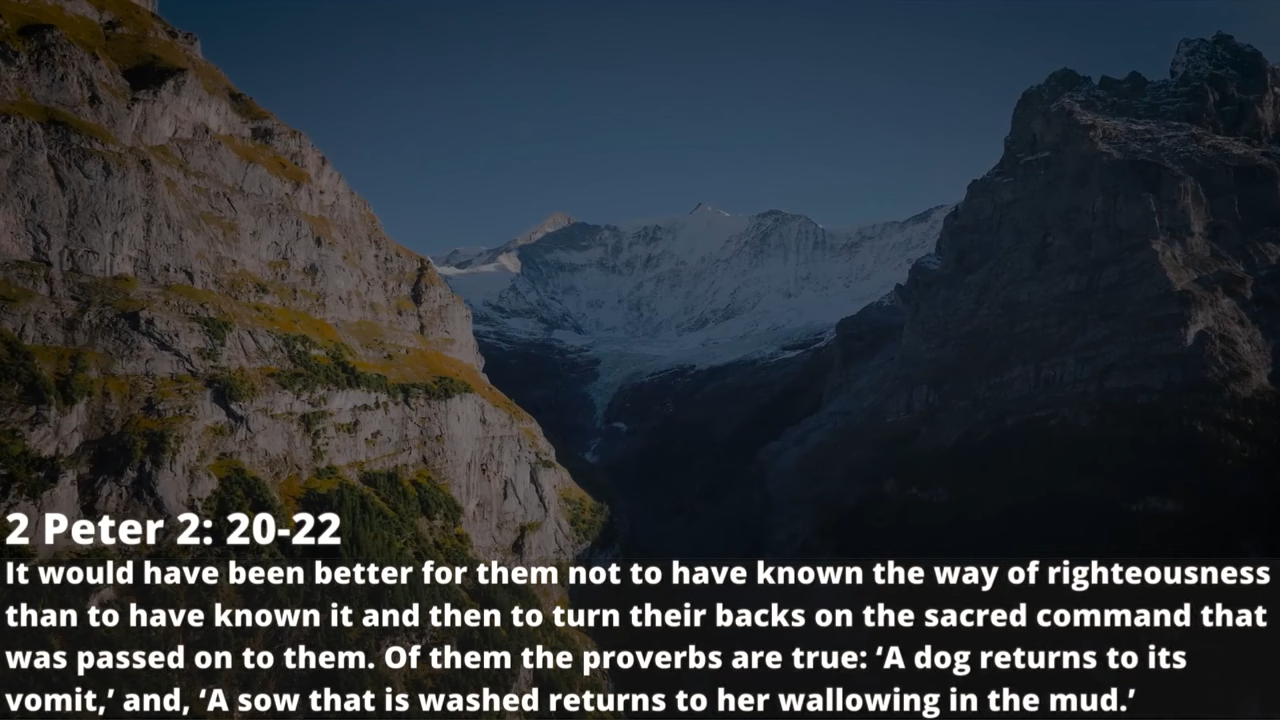 2 Peter 2: 20-22
It would have been better for them not to have known the way of righteousness
than to have known it and then to turn their backs on the sacred command that
was passed on to them. Of them the proverbs are true: ‘A dog returns to its
vomit,’ and, ‘A sow that is washed returns to her wallowing in the mud.’